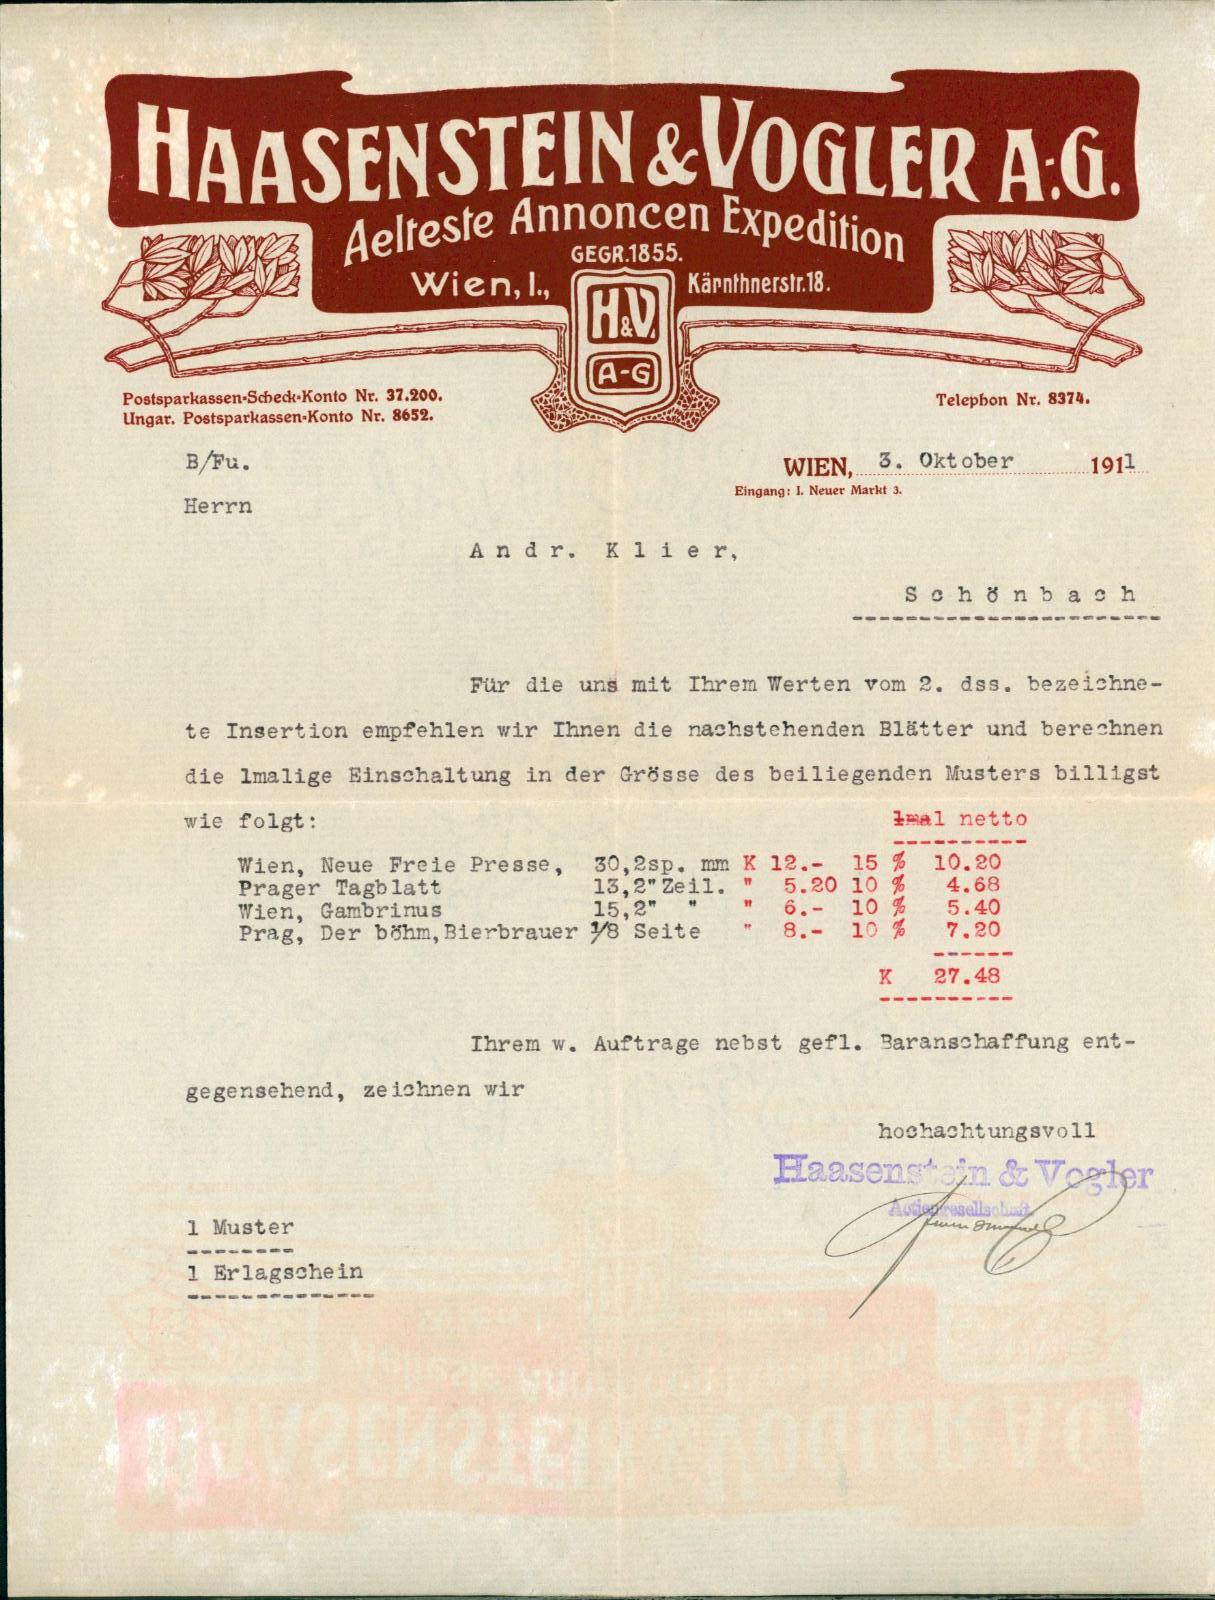 HAASENSTEIN & VOGLER A.-G.
Aelteste Annoncen Expedition
GEGR. 1855.
Wien, I., Kärnthnerstr. 18.
H & V.
A-G
Postsparkassen-Scheck-Konto Nr. 37.200.
Ungar. Postsparkassen-Konto Nr. 8652.
Telephon Nr. 8374.
B/Fu.
WIEN, 3. Oktober 1911
Eingang: I. Neuer Markt 3.
Herrn
Andr. Klier,
Schönbach
Für die uns mit Ihrem Werten vom 2. dss. bezeichne-
te Insertion empfehlen wir Ihnen die nachstehenden Blätter und berechnen
die 1malige Einschaltung in der Grösse des beiliegenden Musters billigst
wie folgt: 1mal netto
Wien, Neue Freie Presse, 30,2sp. mm K 12.- 15 % 10.20
Prager Tagblatt 13,2" Zeil. " 5.20 10 % 4.68
Wien, Gambrinus 15,2" " " 6.- 10 % 5.40
Prag, Der böhm,Bierbrauer 1/8 Seite " 8.- 10 % 7.20
K 27.48
Ihrem w. Auftrage nebst gefl. Baranschaffung ent-
gegensehend, zeichnen wir
hochachtungsvoll
Haasenstein & Vogler
Actiengesellschaft
1 Muster
1 Erlagschein